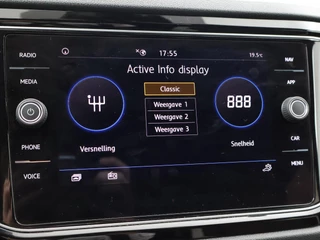 RADIO
17:55
19.5°C
NAV
Active Info display
MEDIA
APP
Classic
Weergave 1
888
Weergave 2
Weergave 3
PHONE
Versnelling
Snelheid
CAR
VOICE
MENU